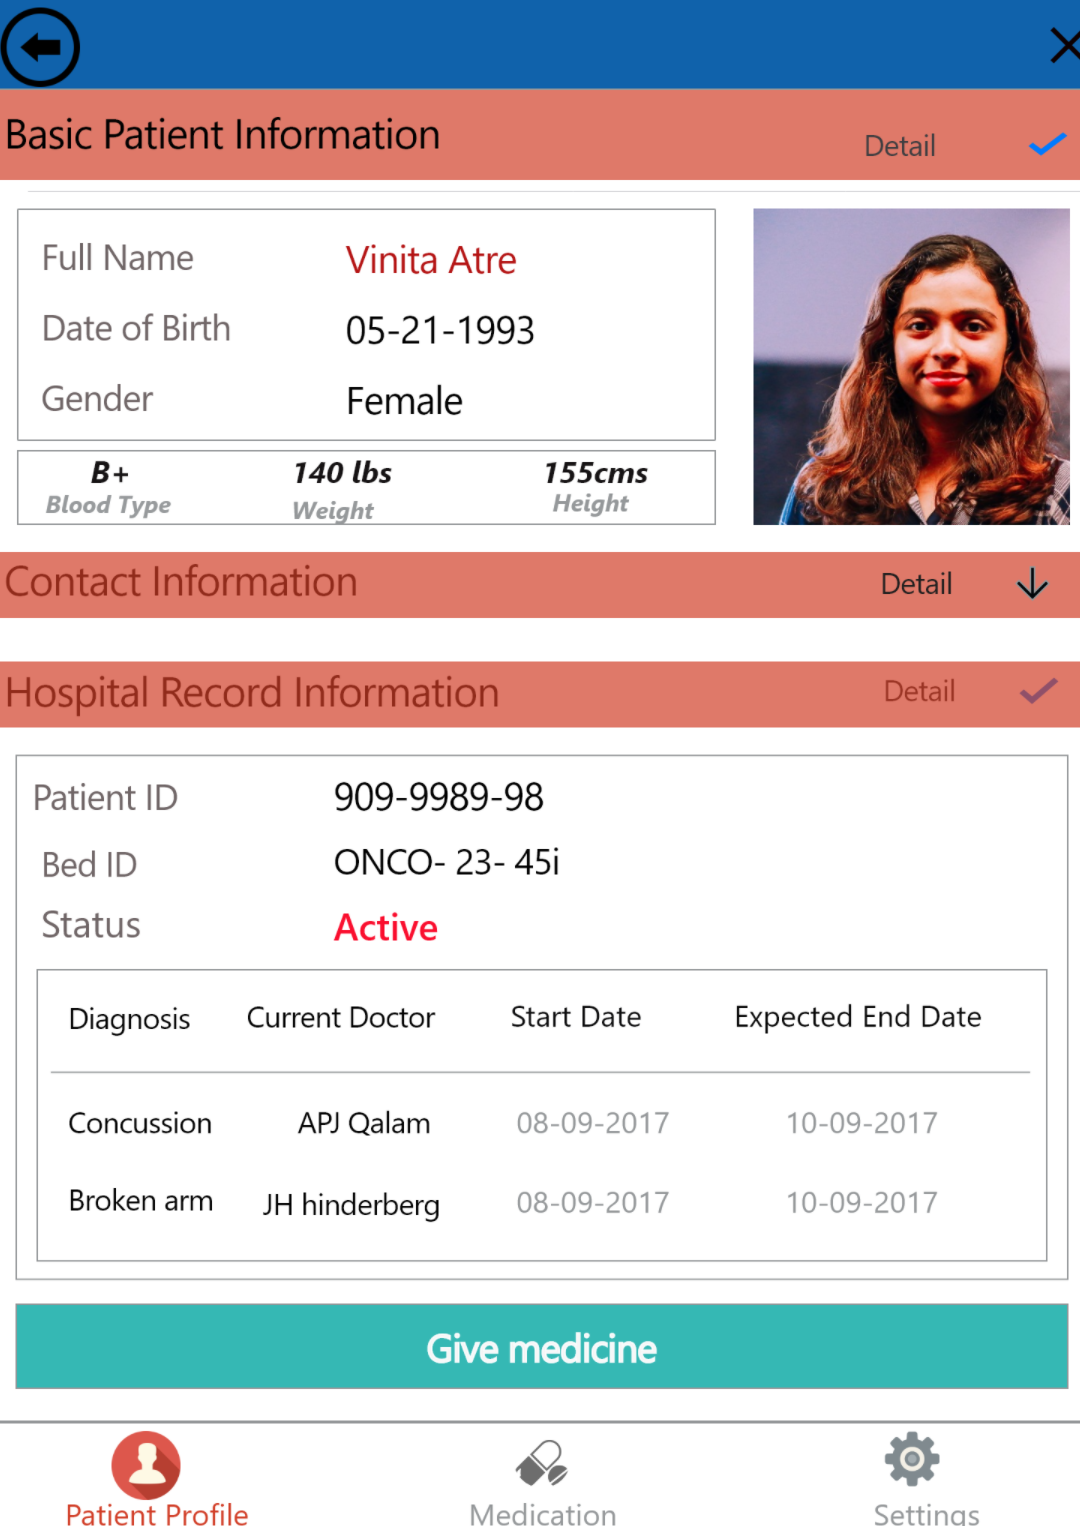 Basic Patient Information Detail
Full Name Vinita Atre
Date of Birth 05-21-1993
Gender Female
B+ 140 lbs 155cms
Blood Type Weight Height
Contact Information Detail
Hospital Record Information Detail
Patient ID 909-9989-98
Bed ID ONCO- 23- 45i
Status Active
Diagnosis Current Doctor Start Date Expected End Date
Concussion APJ Qalam 08-09-2017 10-09-2017
Broken arm JH hinderberg 08-09-2017 10-09-2017
Give medicine
Patient Profile Medication Settings